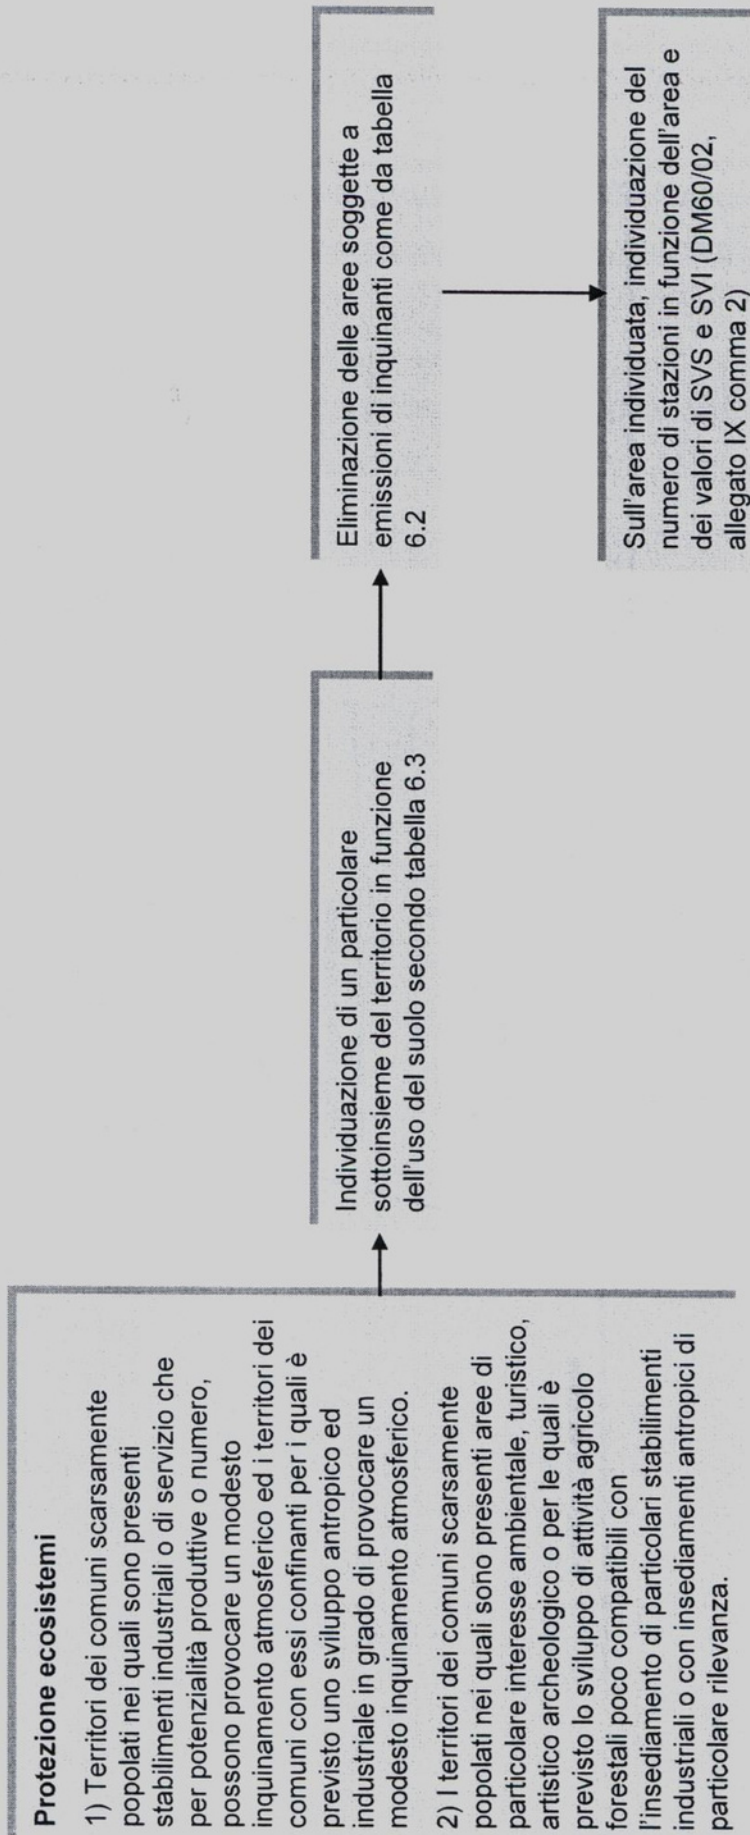 Protezione ecosistemi
1) Territori dei comuni scarsamente
popolati nei quali sono presenti
stabilimenti industriali o di servizio che
per potenzialità produttive o numero,
possono provocare un modesto
inquinamento atmosferico ed i territori dei
comuni con essi confinanti per i quali è
previsto uno sviluppo antropico ed
industriale in grado di provocare un
modesto inquinamento atmosferico.
2) I territori dei comuni scarsamente
popolati nei quali sono presenti aree di
particolare interesse ambientale, turistico,
artistico archeologico o per le quali è
previsto lo sviluppo di attività agricolo
forestali poco compatibili con
l'insediamento di particolari stabilimenti
industriali o con insediamenti antropici di
particolare rilevanza.
Individuazione di un particolare
sottoinsieme del territorio in funzione
dell'uso del suolo secondo tabella 6.3
Eliminazione delle aree soggette a
emissioni di inquinanti come da tabella
6.2
Sull'area individuata, individuazione del
numero di stazioni in funzione dell'area e
dei valori di SVS e SVI (DM60/02,
allegato IX comma 2)